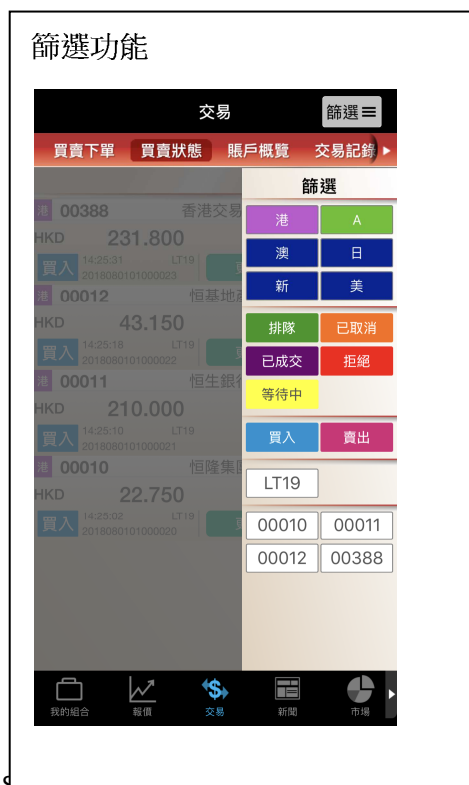 篩選功能
交易
篩選
買賣下單 買賣狀態 賬戶概覽 交易記錄
篩選
港 00388 香港交易
港 A
HKD 231.800
澳 日
14:25:31 LT19
買入
2018080101000023
新 美
港 00012 恒基地產
HKD 43.150
排隊 已取消
14:25:18 LT19
買入
2018080101000022
已成交 拒絕
港 00011 恒生銀行
等待中
HKD 210.000
14:25:10 LT19
買入
2018080101000021
買入 賣出
港 00010 恒隆集團
LT19
HKD 22.750
14:25:02 LT19
買入
2018080101000020
00010 00011
00012 00388
我的組合 報價 交易 新聞 市場